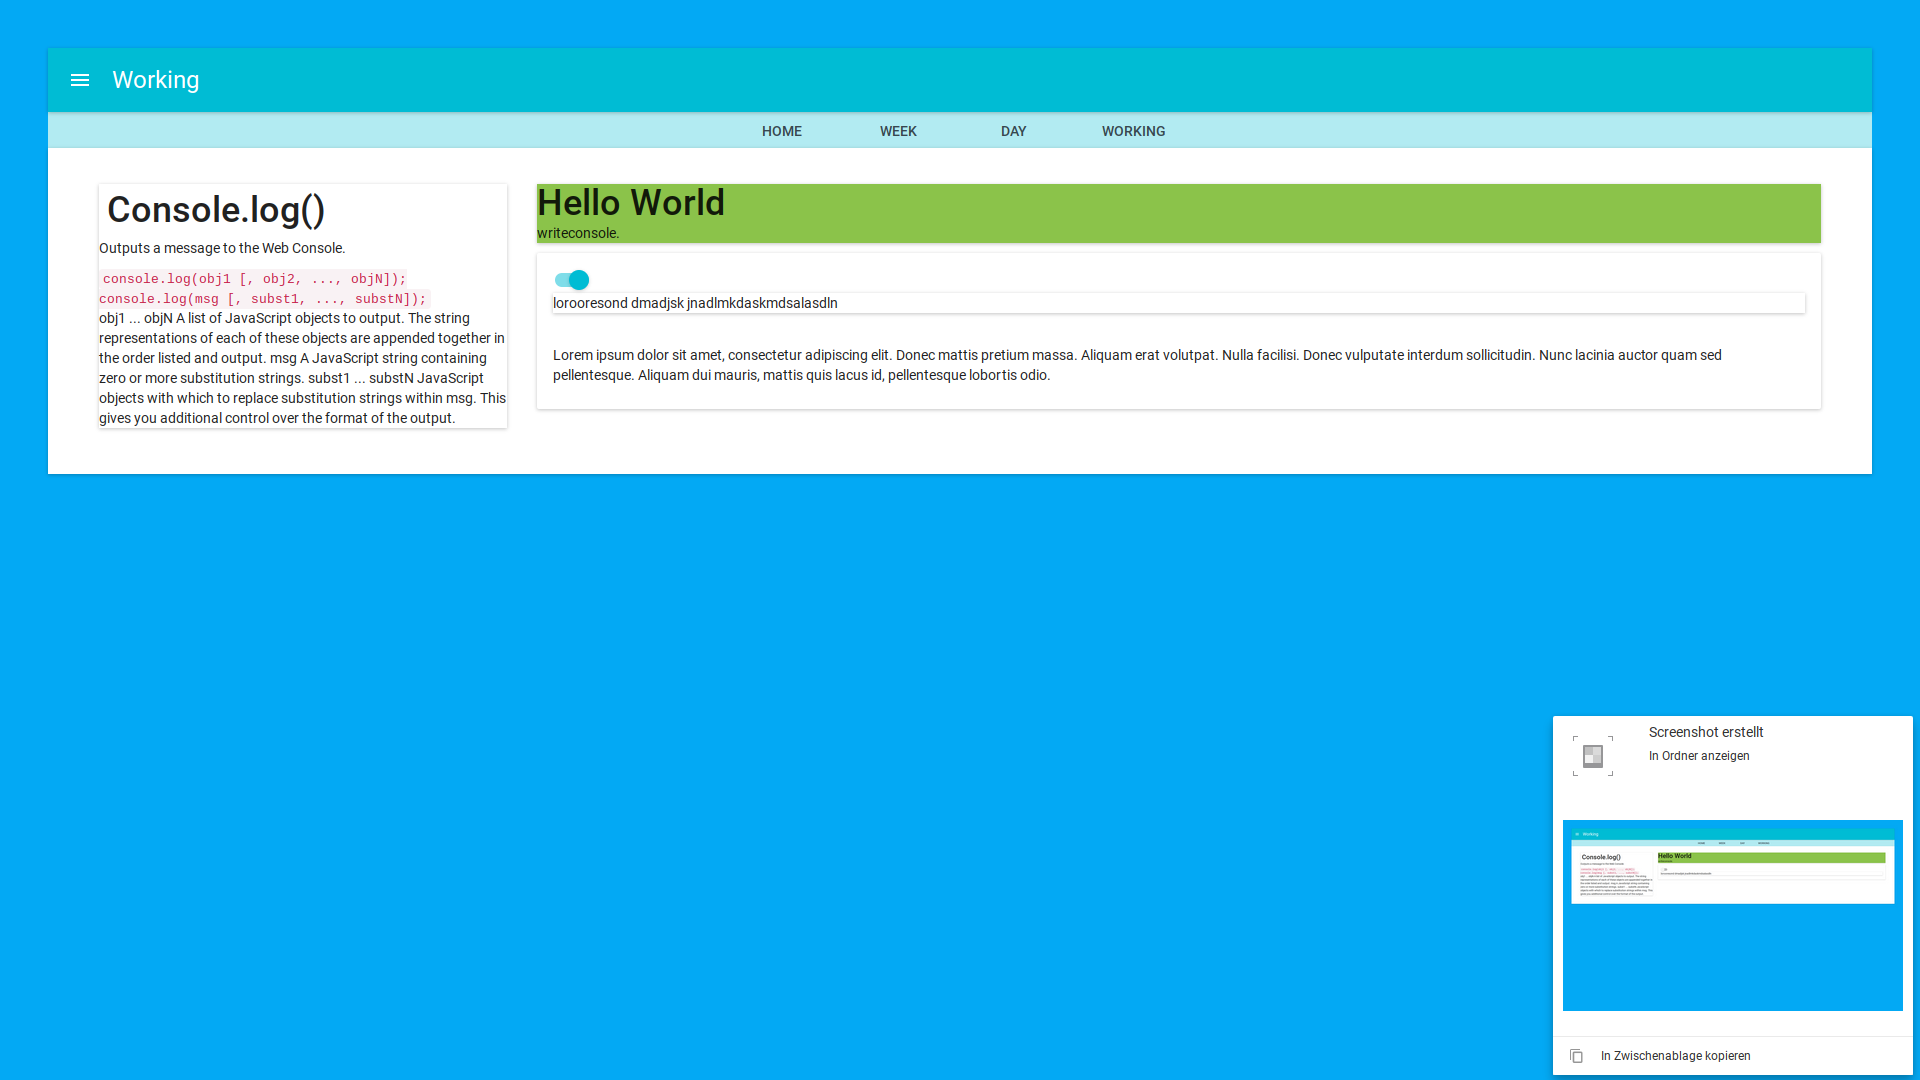 Working
HOME WEEK DAY WORKING
Console.log()
Outputs a message to the Web Console.
console.log(obj1 [, obj2, ..., objN]);
console.log(msg [, subst1, ..., substN]);
obj1 ... objN A list of JavaScript objects to output. The string
representations of each of these objects are appended together in
the order listed and output. msg A JavaScript string containing
zero or more substitution strings. subst1 ... substN JavaScript
objects with which to replace substitution strings within msg. This
gives you additional control over the format of the output.
Hello World
writeconsole.
lorooresond dmadjsk jnadlmkdaskmdsalasdln
Lorem ipsum dolor sit amet, consectetur adipiscing elit. Donec mattis pretium massa. Aliquam erat volutpat. Nulla facilisi. Donec vulputate interdum sollicitudin. Nunc lacinia auctor quam sed
pellentesque. Aliquam dui mauris, mattis quis lacus id, pellentesque lobortis odio.
Screenshot erstellt
In Ordner anzeigen
Working
Console.log()
Hello World
In Zwischenablage kopieren